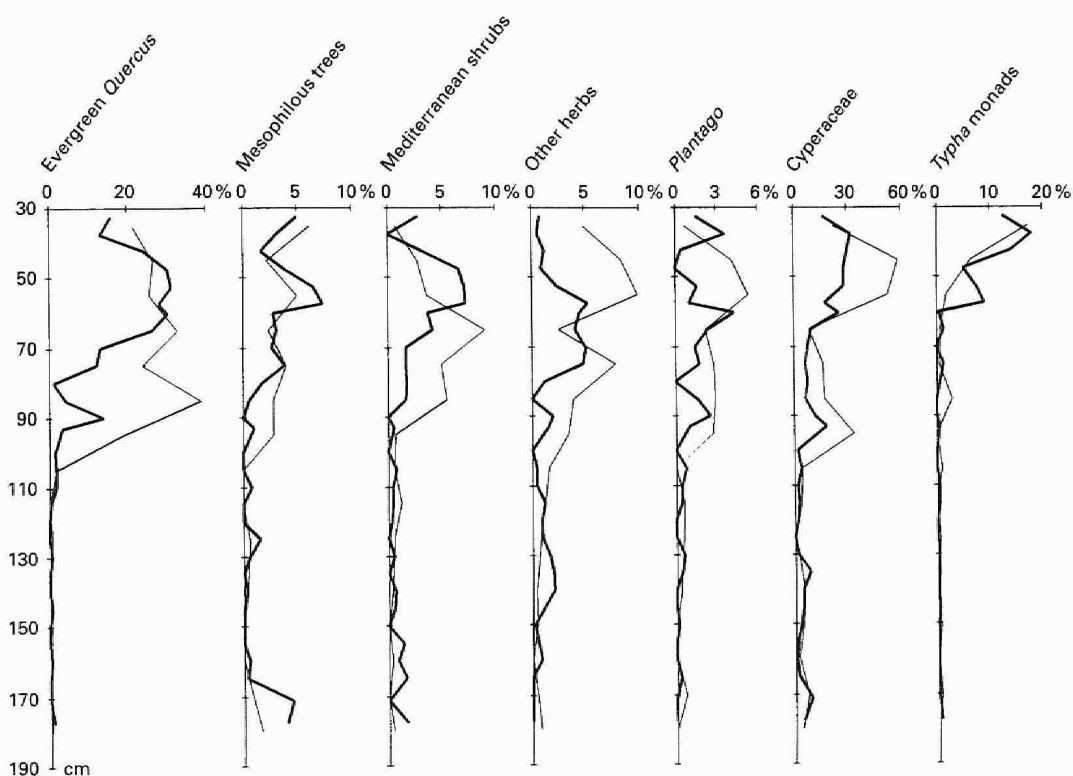 Evergreen Quercus
Mesophilous trees
Mediterranean shrubs
Other herbs
Plantago
Cyperaceae
Typha monads
0 20 40 %
0 5 10 %
0 5 10 %
0 5 10 %
0 3 6 %
0 30 60 %
0 10 20 %
30
50
70
90
110
130
150
170
190 cm